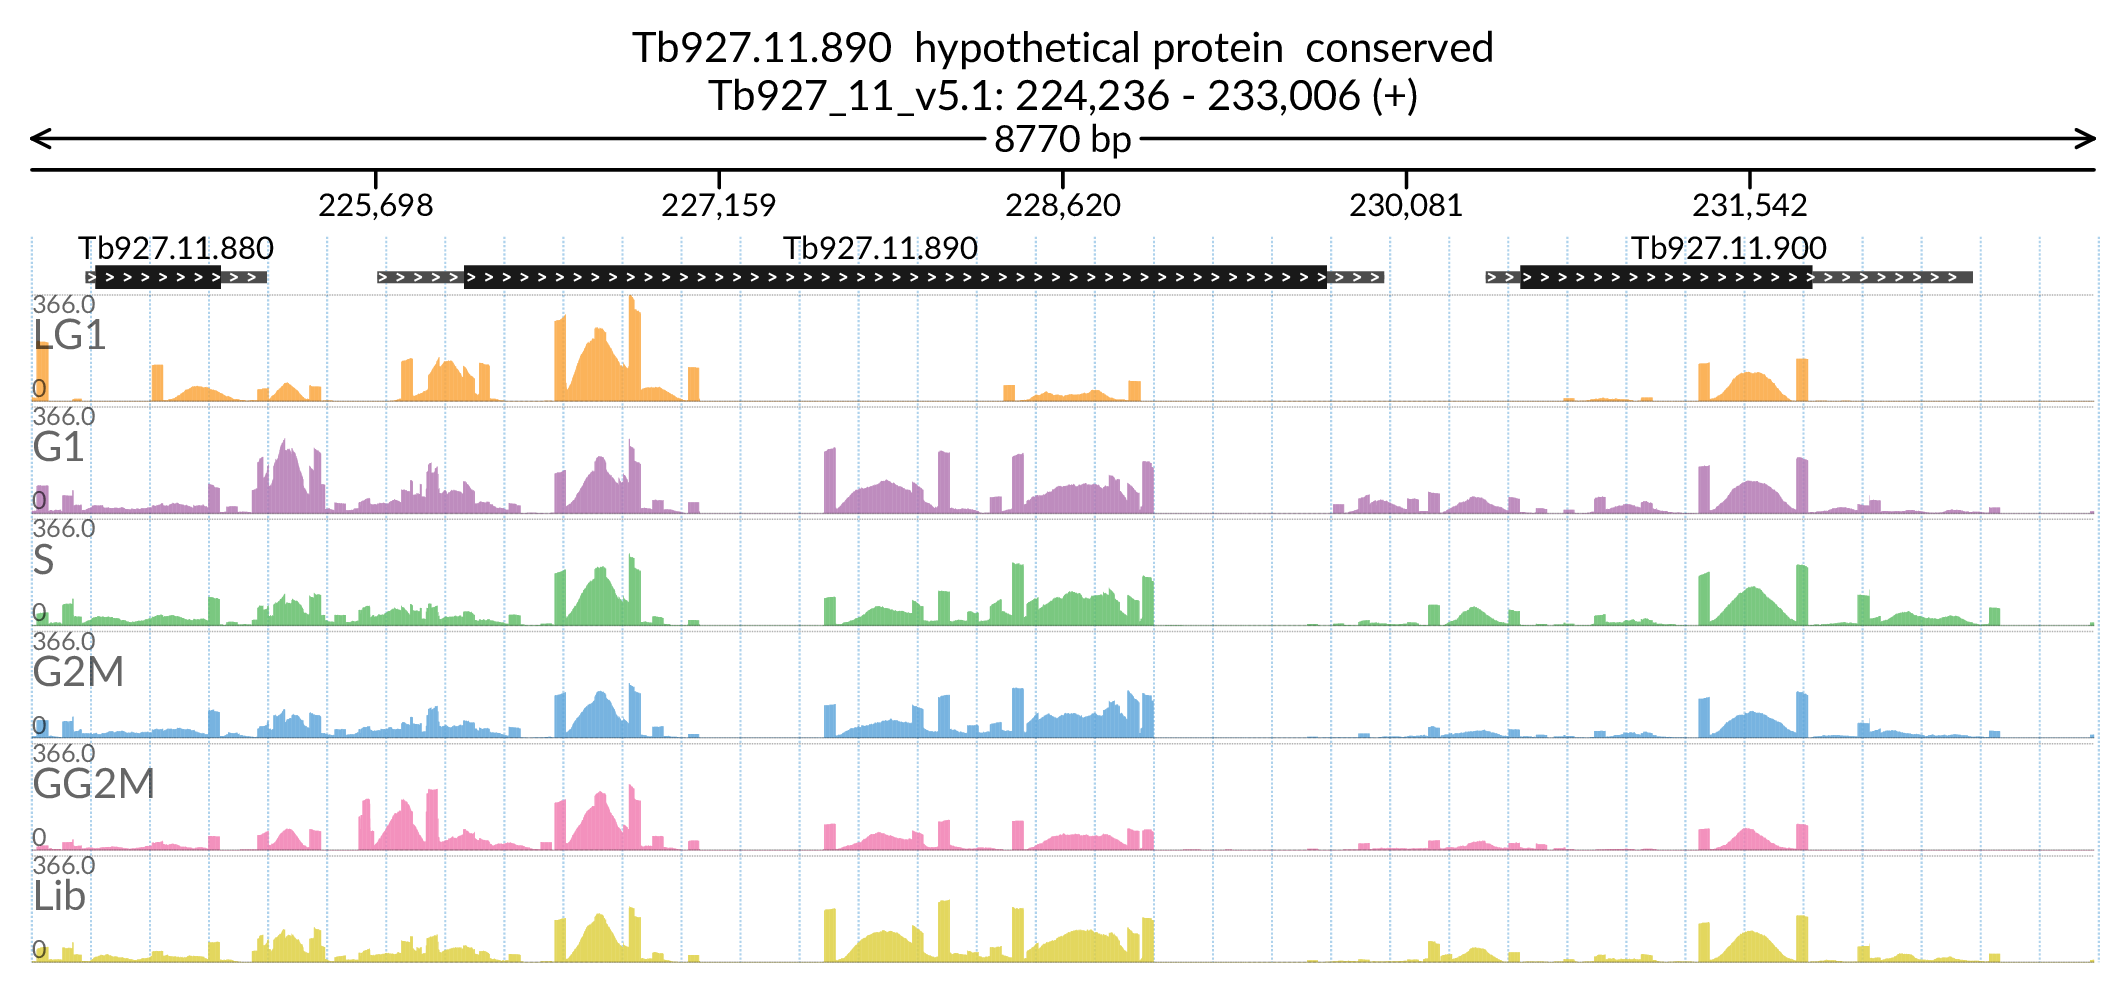 Tb927.11.890  hypothetical protein  conserved
Tb927_11_v5.1: 224,236 - 233,006 (+)
8770 bp
225,698 227,159 228,620 230,081 231,542
Tb927.11.880 Tb927.11.890 Tb927.11.900
366.0
LG1
0
366.0
G1
0
366.0
S
0
366.0
G2M
0
366.0
GG2M
0
366.0
Lib
0